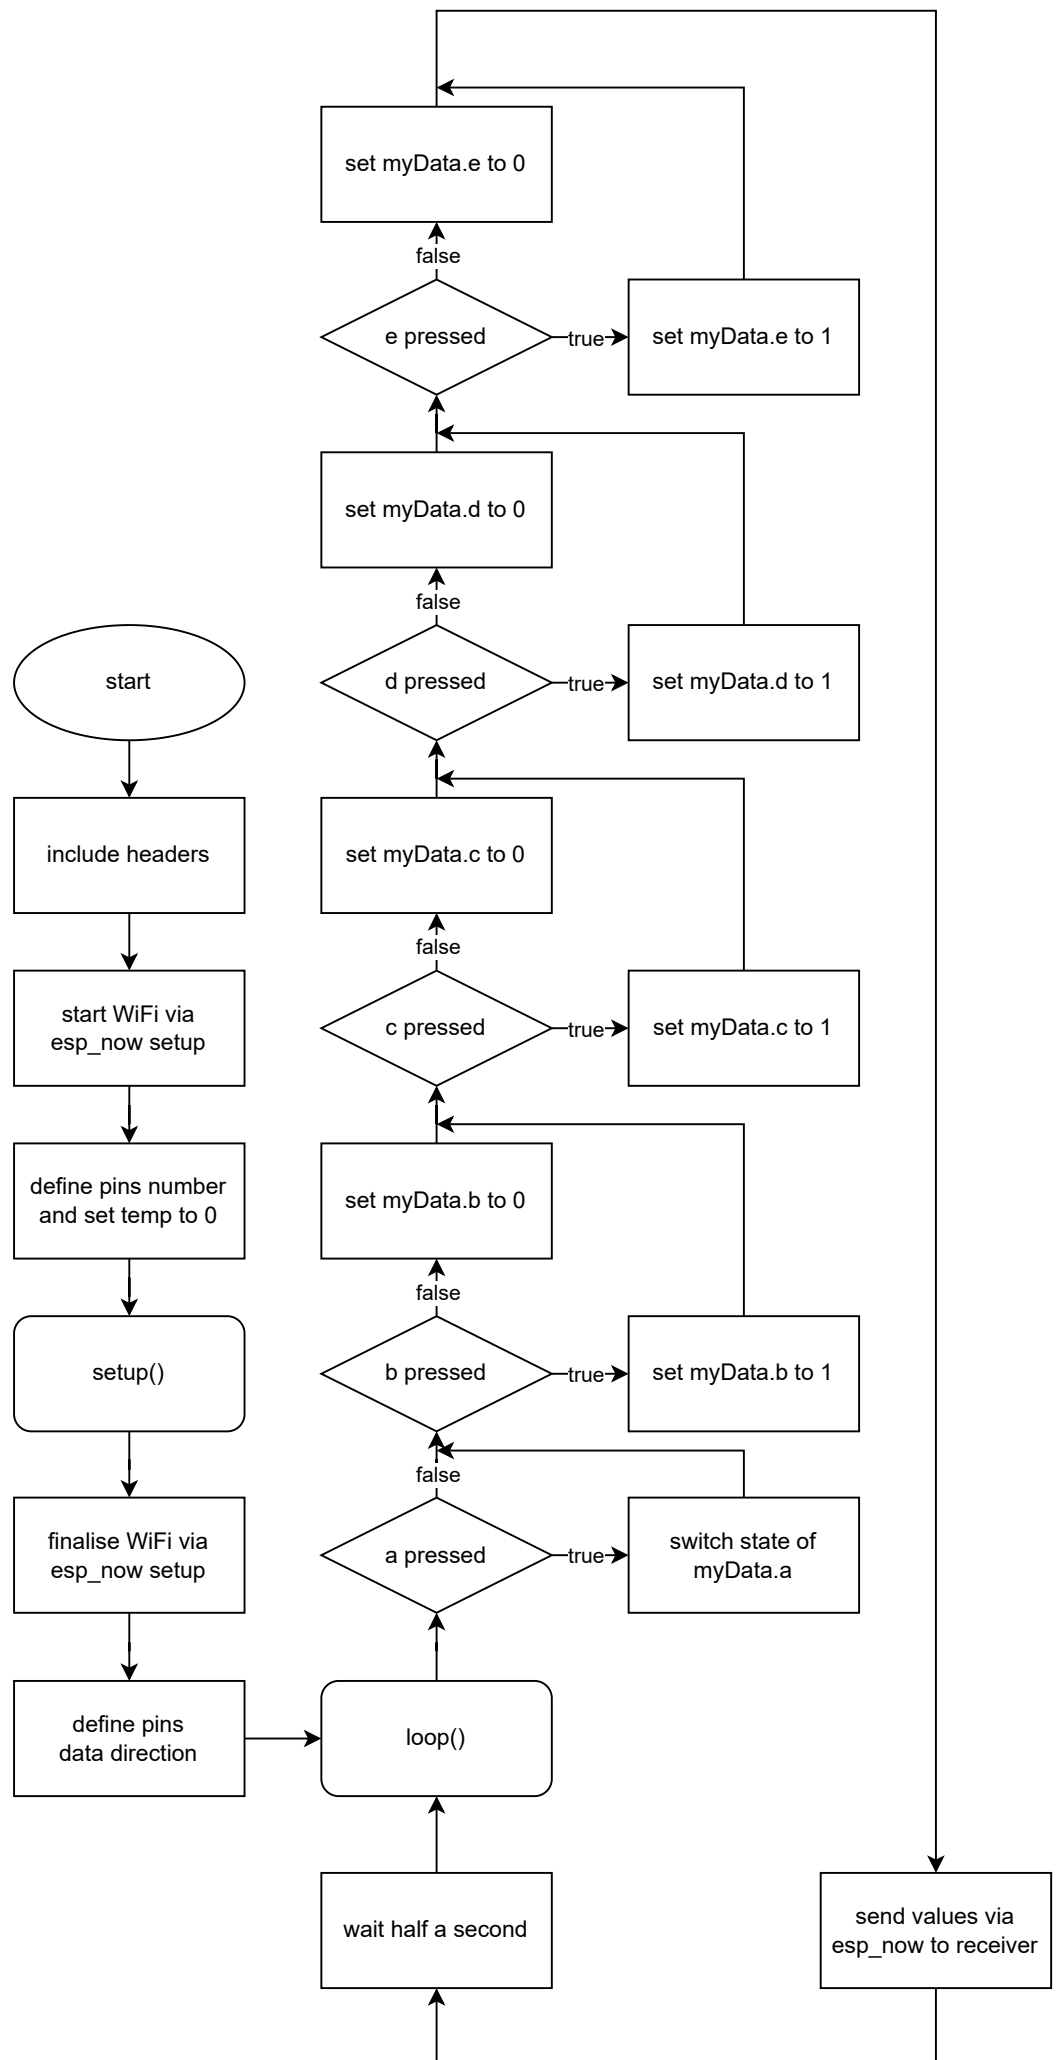 set myData.e to 0
false
e pressed
true
set myData.e to 1
set myData.d to 0
false
d pressed
true
set myData.d to 1
start
include headers
start WiFi via
esp_now setup
define pins number
and set temp to 0
setup()
finalise WiFi via
esp_now setup
define pins
data direction
set myData.c to 0
false
c pressed
true
set myData.c to 1
set myData.b to 0
false
b pressed
true
set myData.b to 1
false
a pressed
true
switch state of
myData.a
loop()
wait half a second
send values via
esp_now to receiver